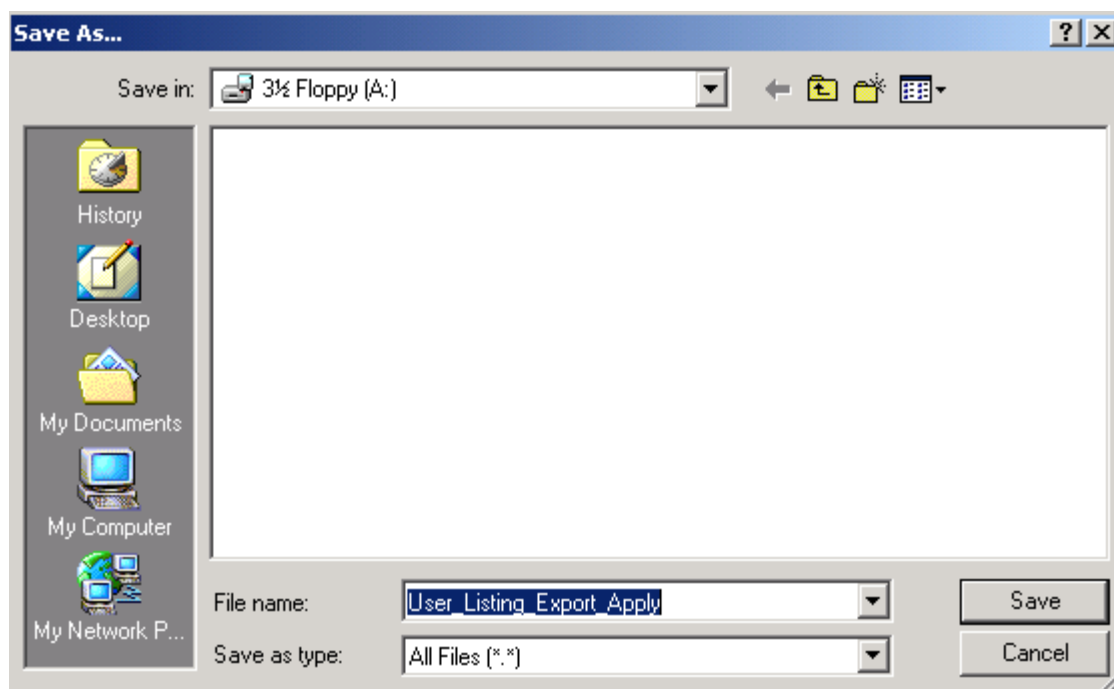 Save As...
Save in: 3½ Floppy (A:)
History
Desktop
My Documents
My Computer
My Network P...
File name: User_Listing_Export_Apply Save
Save as type: All Files (*.*) Cancel